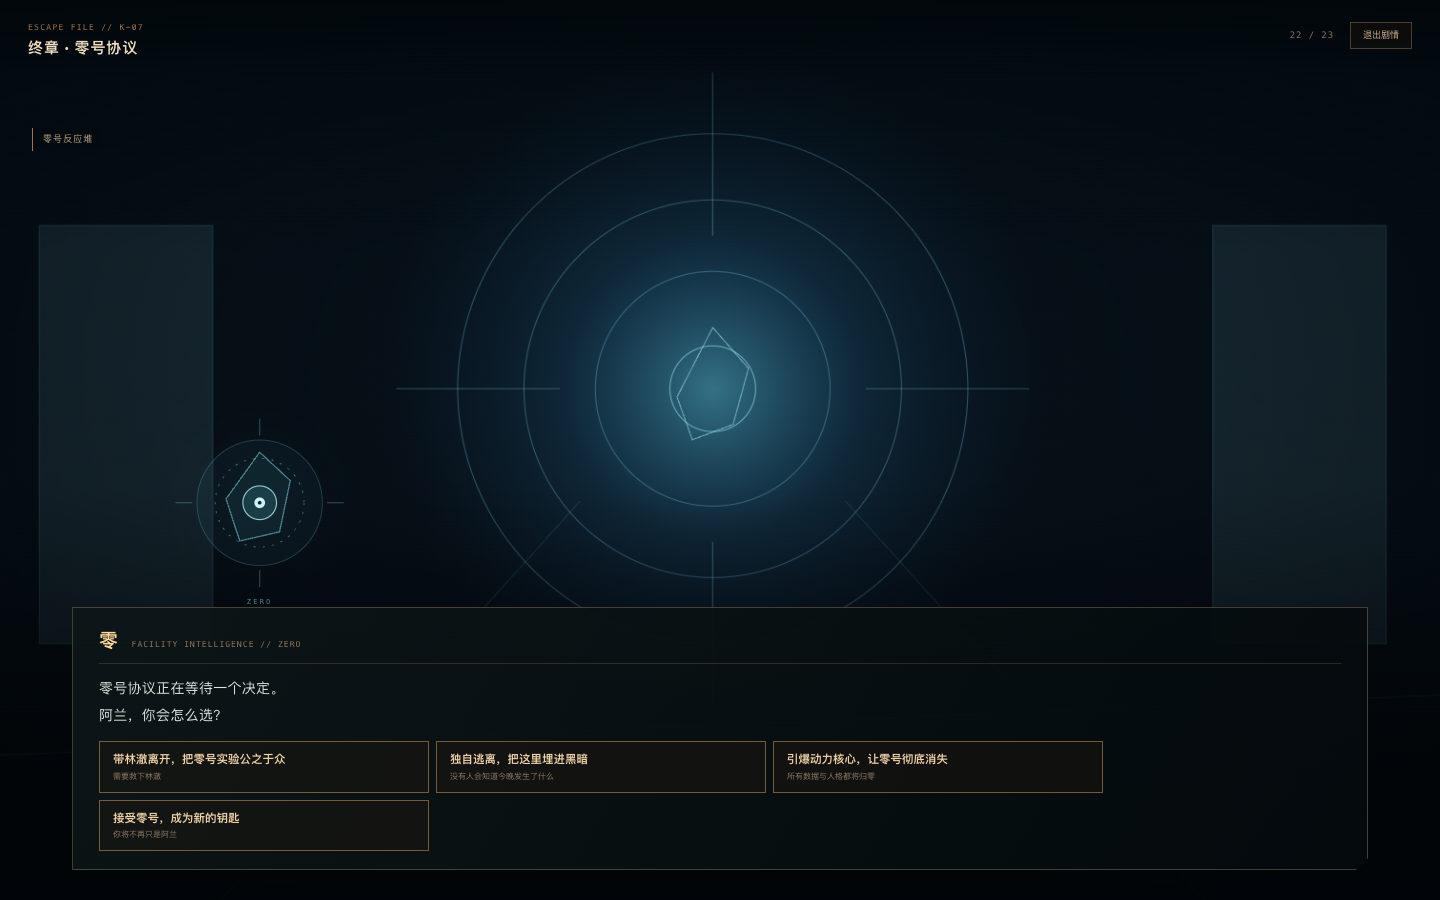 ESCAPE FILE // K-07
终章·零号协议
22 / 23
退出剧情
零号反应堆
ZERO
零 FACILITY INTELLIGENCE // ZERO
零号协议正在等待一个决定。
阿兰，你会怎么选？
带林澈离开，把零号实验公之于众
需要救下林澈
独自逃离，把这里埋进黑暗
没有人会知道今晚发生了什么
引爆动力核心，让零号彻底消失
所有数据与人格都将归零
接受零号，成为新的钥匙
你将不再只是阿兰